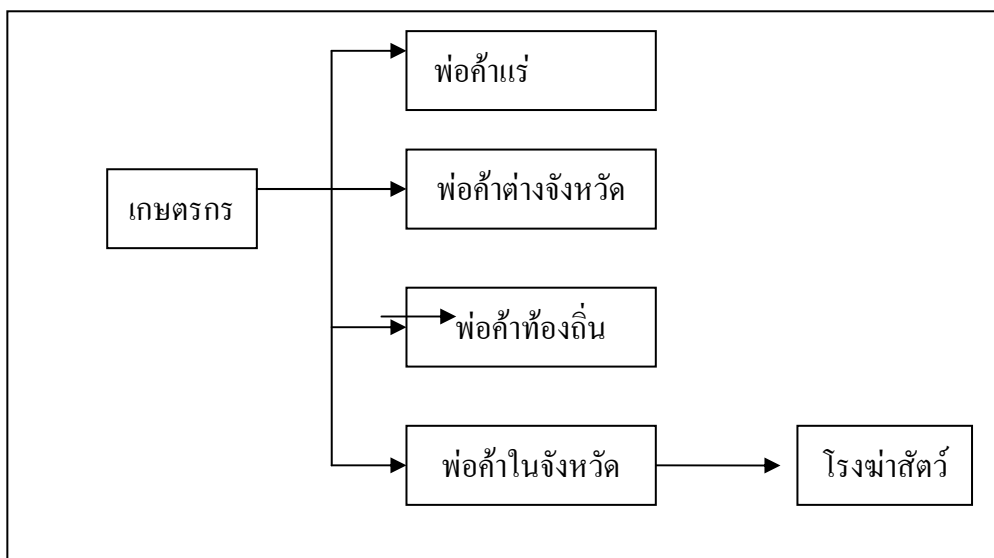 พ่อค้าแร่
เกษตรกร
พ่อค้าต่างจังหวัด
พ่อค้าท้องถิ่น
พ่อค้าในจังหวัด
โรงฆ่าสัตว์